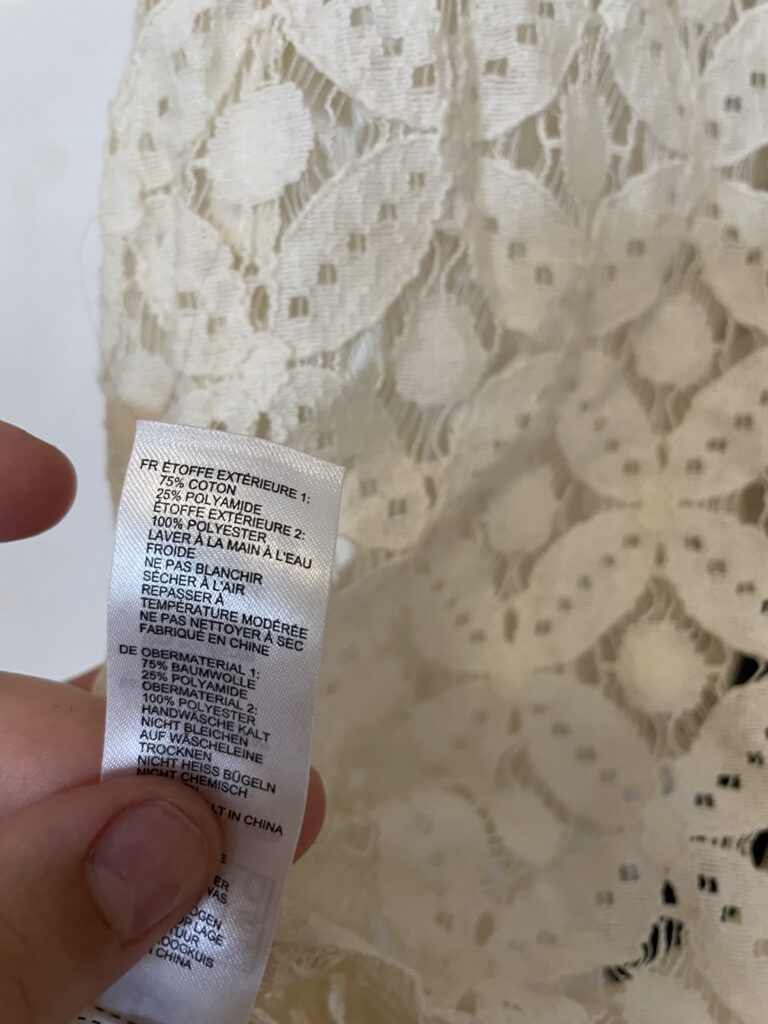 FR ÉTOFFE EXTÉRIEURE 1:
75% COTON
25% POLYAMIDE
ÉTOFFE EXTÉRIEURE 2:
100% POLYESTER
LAVER À LA MAIN À L'EAU
FROIDE
NE PAS BLANCHIR
SÉCHER À L'AIR
REPASSER À
TEMPÉRATURE MODÉRÉE
NE PAS NETTOYER À SEC
FABRIQUÉ EN CHINE
DE OBERMATERIAL 1:
75% BAUMWOLLE
25% POLYAMIDE
OBERMATERIAL 2:
100% POLYESTER
HANDWÄSCHE KALT
NICHT BLEICHEN
AUF WÄSCHELEINE
TROCKNEN
NICHT HEISS BÜGELN
NICHT CHEMISCH
IN CHINA
LAGE
CHINA